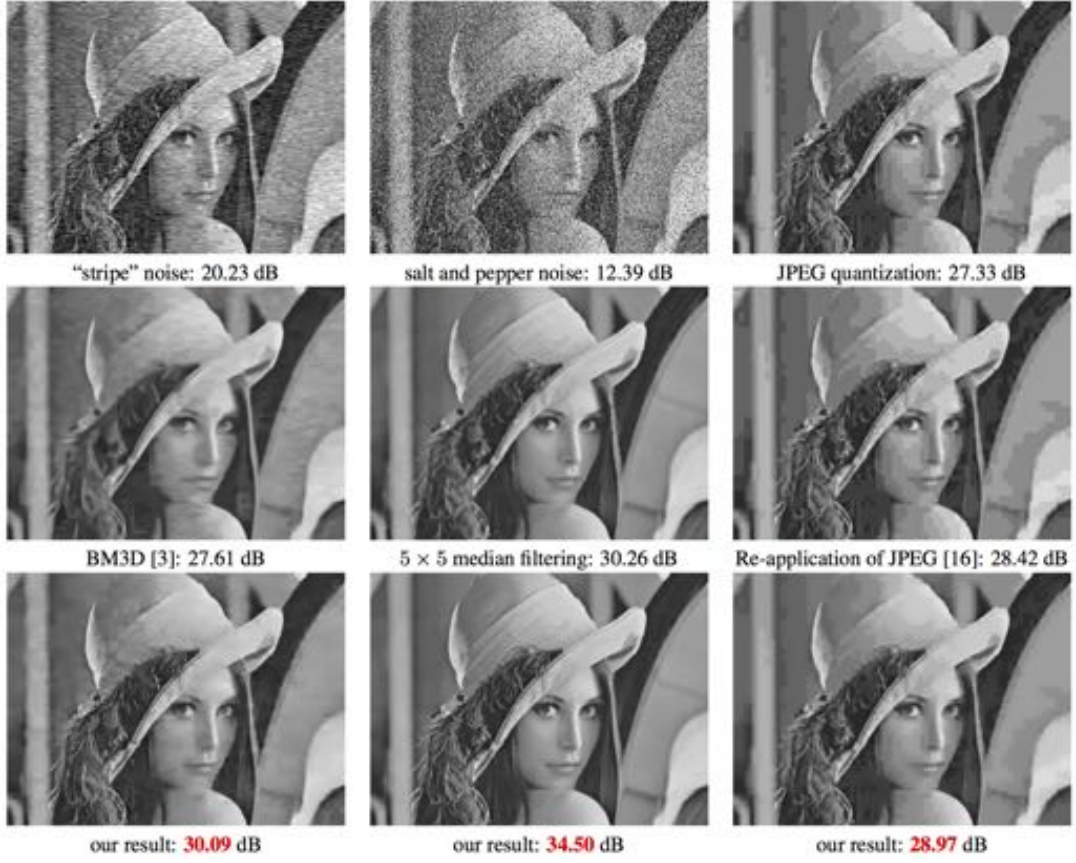 "stripe" noise: 20.23 dB
salt and pepper noise: 12.39 dB
JPEG quantization: 27.33 dB
BM3D [3]: 27.61 dB
5 × 5 median filtering: 30.26 dB
Re-application of JPEG [16]: 28.42 dB
our result: 30.09 dB
our result: 34.50 dB
our result: 28.97 dB